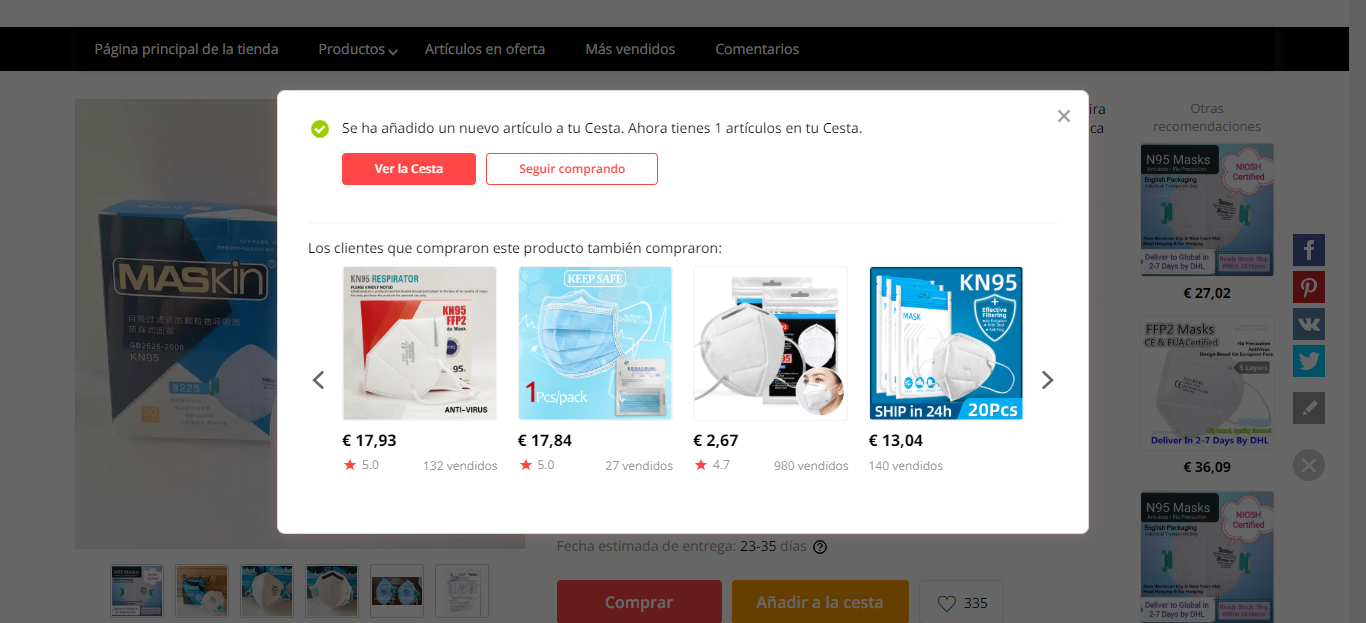 Página principal de la tienda
Productos
Artículos en oferta
Más vendidos
Comentarios
Se ha añadido un nuevo artículo a tu Cesta. Ahora tienes 1 artículos en tu Cesta.
Ver la Cesta
Seguir comprando
Los clientes que compraron este producto también compraron:
KN95 RESPIRATOR
KN95
FFP2
ANTI-VIRUS
KEEP SAFE
1Pcs/pack
KN95
Effective
Filtering
MASK
SHIP in 24h
20Pcs
€ 17,93
€ 17,84
€ 2,67
€ 13,04
5.0
132 vendidos
5.0
27 vendidos
4.7
980 vendidos
140 vendidos
MASkin®
GB2626-2006
KN95
8225
Otras
recomendaciones
N95 Masks
NIOSH
Certified
English Packaging
Deliver to Global in
2-7 Days by DHL
Ready Stock; Ship
Within 24 Hours
€ 27,02
FFP2 Masks
CE & EUA Certified
5 Layers
Deliver In 2-7 Days By DHL
€ 36,09
N95 Masks
NIOSH
Certified
English Packaging
Deliver to Global in
2-7 Days by DHL
Ready Stock; Ship
Within 24 Hours
Fecha estimada de entrega: 23-35 días
Comprar
Añadir a la cesta
335